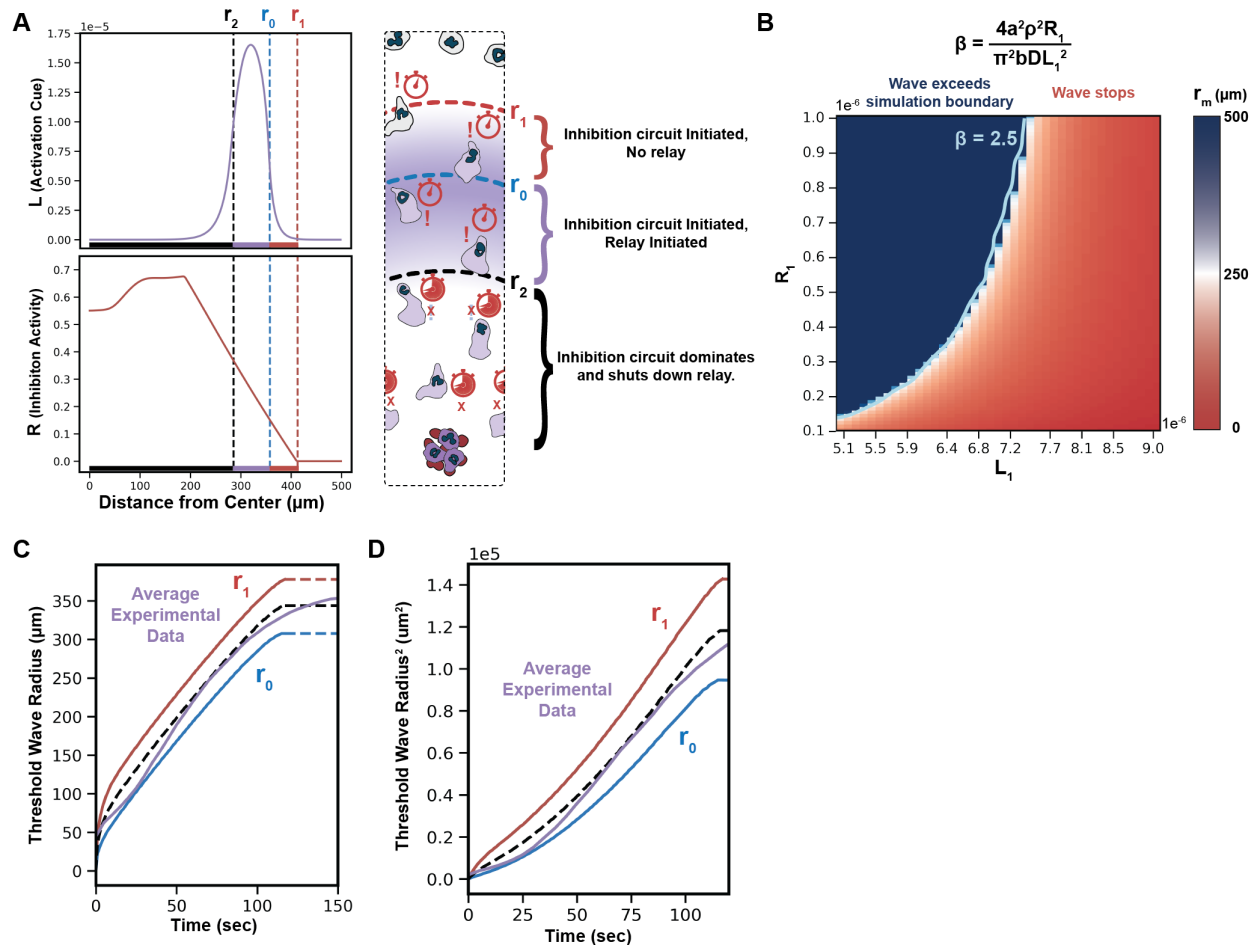 A
r2 r0 r1
1e−5
1.75
1.50
1.25
1.00
0.75
0.50
0.25
0.00
L (Activation Cue)
0.7
0.6
0.5
0.4
0.3
0.2
0.1
0.0
R (Inhibiton Activity)
0 100 200 300 400 500
Distance from Center (µm)
!
r1
!
Inhibition circuit Initiated,
No relay
r0
!
!
Inhibition circuit Initiated,
Relay Initiated
r2
x x
Inhibition circuit dominates
and shuts down relay.
x x x
B
β = 4a²ρ²R1
π²bDL1²
Wave exceeds
simulation boundary
Wave stops
rm (µm)
1e-6
β = 2.5
1.0
0.9
0.8
0.7
0.6
0.5
0.4
0.3
0.2
0.1
R1
5.1 5.5 5.9 6.4 6.8 7.2 7.7 8.1 8.5 9.0
1e-6
L1
500
250
0
C
r1
Average
Experimental
Data
r0
350
300
250
200
150
100
50
0
Threshold Wave Radius (µm)
0 50 100 150
Time (sec)
D
1e5
r1
Average
Experimental
Data
r0
1.4
1.2
1.0
0.8
0.6
0.4
0.2
0.0
Threshold Wave Radius² (um²)
0 25 50 75 100
Time (sec)